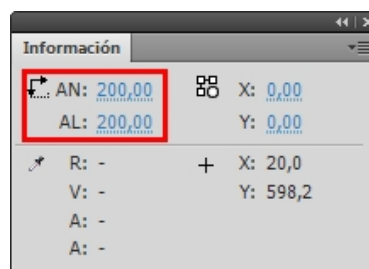 Información
AN: 200,00 X: 0,00
AL: 200,00 Y: 0,00
R: - X: 20,0
V: - Y: 598,2
A: -
A: -